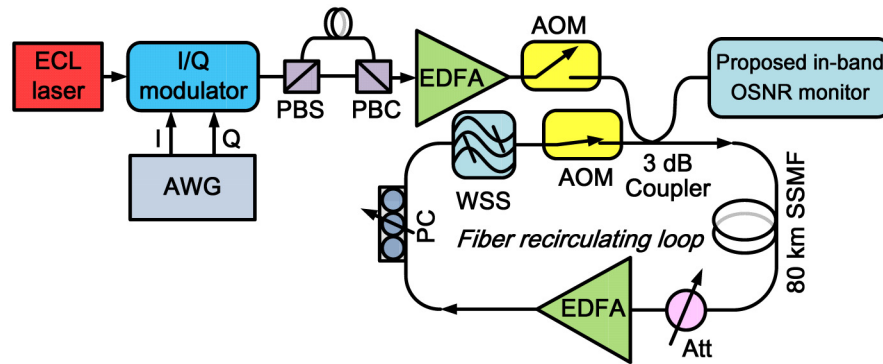 ECL
laser
I/Q
modulator
I
Q
AWG
PBS
PBC
EDFA
AOM
Proposed in-band
OSNR monitor
WSS
AOM
3 dB
Coupler
PC
Fiber recirculating loop
80 km SSMF
EDFA
Att